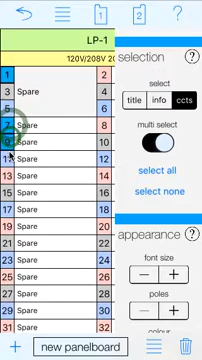 1
2
LP-1
120V/208V 20
1
2
3 Spare
4
5
6
7 Spare
8
9 Spare
10
11 Spare
12
13 Spare
14
15 Spare
16
17 Spare
18
19 Spare
20
21 Spare
22
23 Spare
24
25 Spare
26
27 Spare
28
29 Spare
30
31 Spare
32
selection
?
select
title
info
ccts
multi select
select all
select none
appearance
?
font size
— +
poles
— +
colour
+
new panelboard